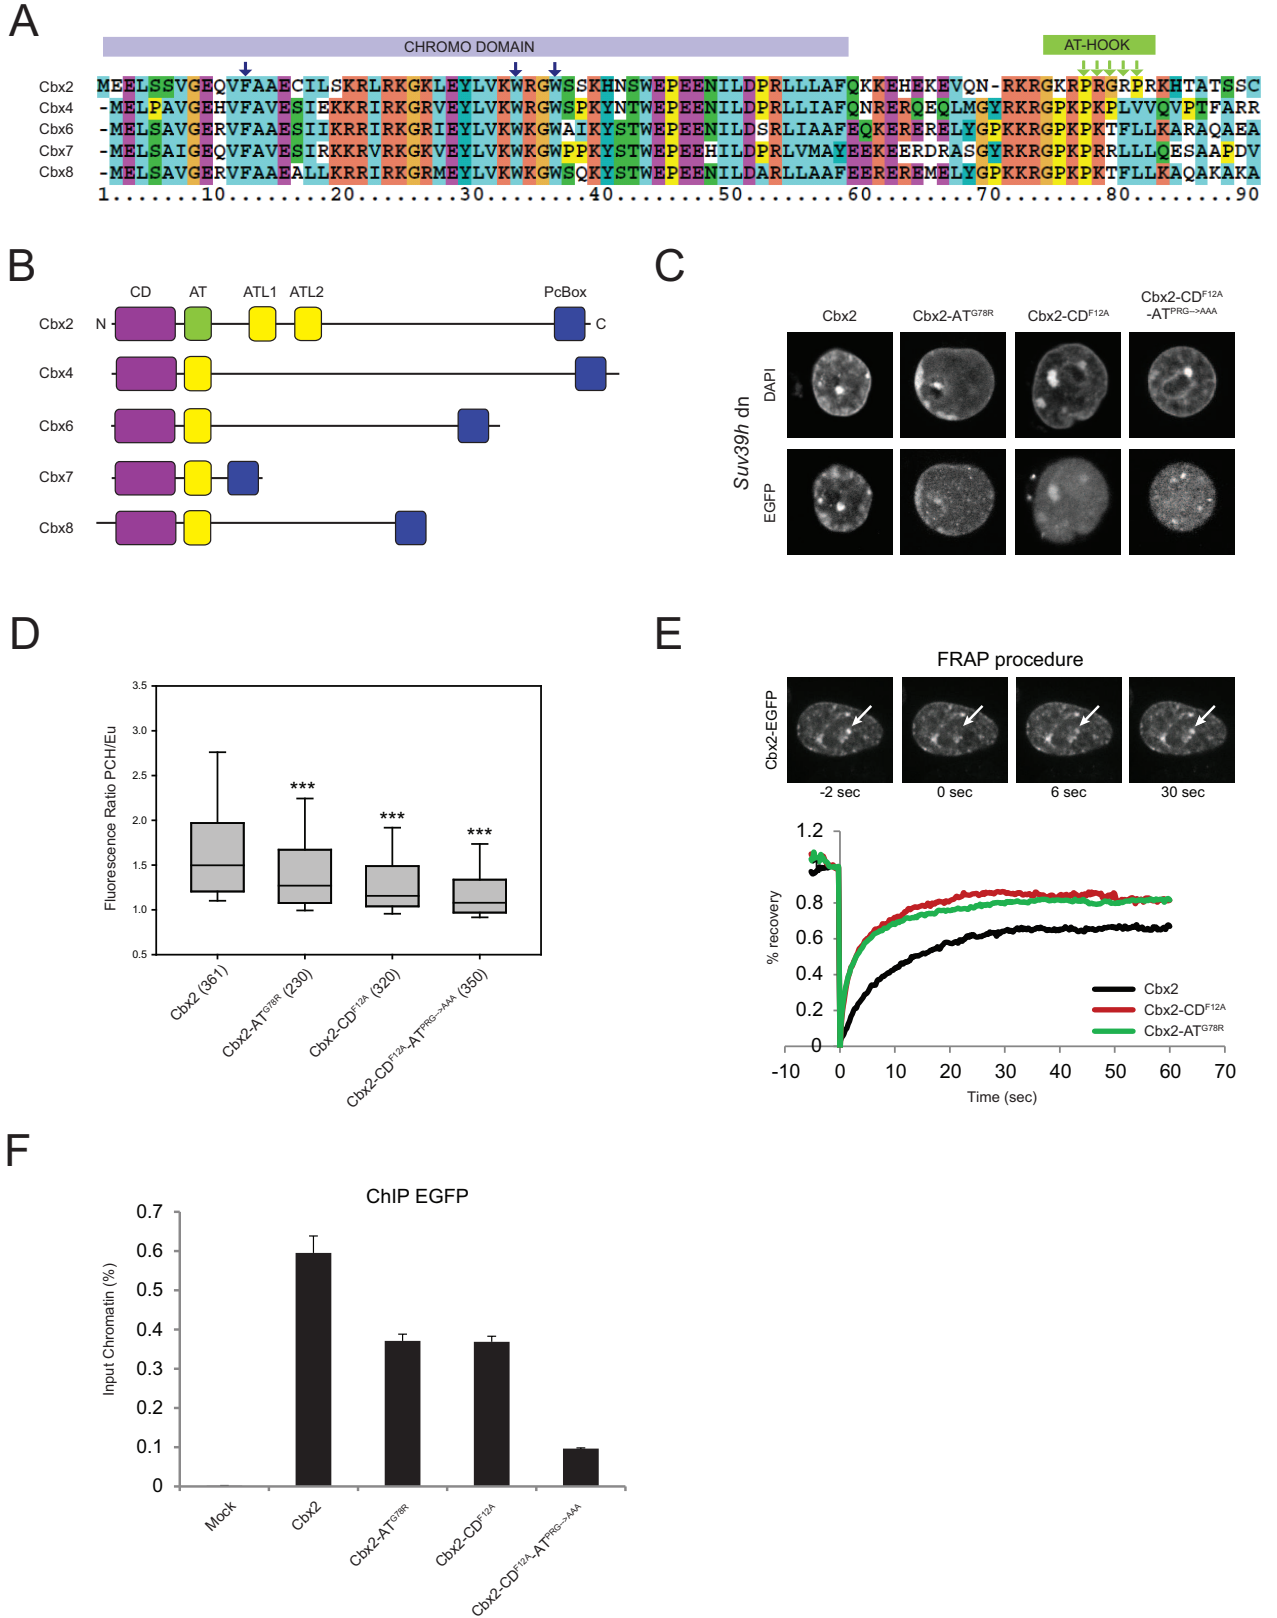 A
CHROMO DOMAIN
AT-HOOK
Cbx2 MEELSSVGEQVFAAECILSKRLRKGKLEYLVKWRGWSSKHNSWEPEENILDPRLLLAFQKKEHEKEVQN-RKRGKRPRGRPRKHTATSSC
Cbx4 -MELPAVGEHVFAVESIEKKRIRKGRVEYLVKWRGWSPKYNTWEPEENILDPRLLIAFQNRERQEQLMGYRKRGPKPKPLVVQVPTFARR
Cbx6 -MELSAVGERVFAAESIIKRRIRKGRIEYLVKWKGWAIKYSTWEPEENILDSRLIAAFEQKERERELYGPKKRGPKPKTFLLKARAQAEA
Cbx7 -MELSAIGEQVFAVESIRKKRVRKGKVEYLVKWKGWPPKYSTWEPEEHILDPRLVMAYEEKEERDRASGYRKRGPKPRRLLLQESAAPDV
Cbx8 -MELSAVGERVFAAEALLKRRIRKGRMEYLVKWKGWSQKYSTWEPEENILDARLLAAFEEREREMELYGPKKRGPKPKTFLLKAQAKAKA
1........10........20........30........40........50........60........70........80........90
B
CD AT ATL1 ATL2 PcBox
Cbx2 N C
Cbx4
Cbx6
Cbx7
Cbx8
C
Cbx2 Cbx2-AT^G78R Cbx2-CD^F12A Cbx2-CD^F12A
-AT^PRG-->AAA
Suv39h dn
DAPI
EGFP
D
Fluorescence Ratio PCH/Eu
3.5
3.0
2.5
2.0
1.5
1.0
0.5
*** *** ***
Cbx2 (361)
Cbx2-AT^G78R (230)
Cbx2-CD^F12A (320)
Cbx2-CD^F12A-AT^PRG-->AAA (350)
E
FRAP procedure
Cbx2-EGFP
-2 sec 0 sec 6 sec 30 sec
% recovery
1.2
1
0.8
0.6
0.4
0.2
0
Cbx2
Cbx2-CD^F12A
Cbx2-AT^G78R
-10 0 10 20 30 40 50 60 70
Time (sec)
F
ChIP EGFP
Input Chromatin (%)
0.7
0.6
0.5
0.4
0.3
0.2
0.1
0
Mock
Cbx2
Cbx2-AT^G78R
Cbx2-CD^F12A
Cbx2-CD^F12A-AT^PRG-->AAA